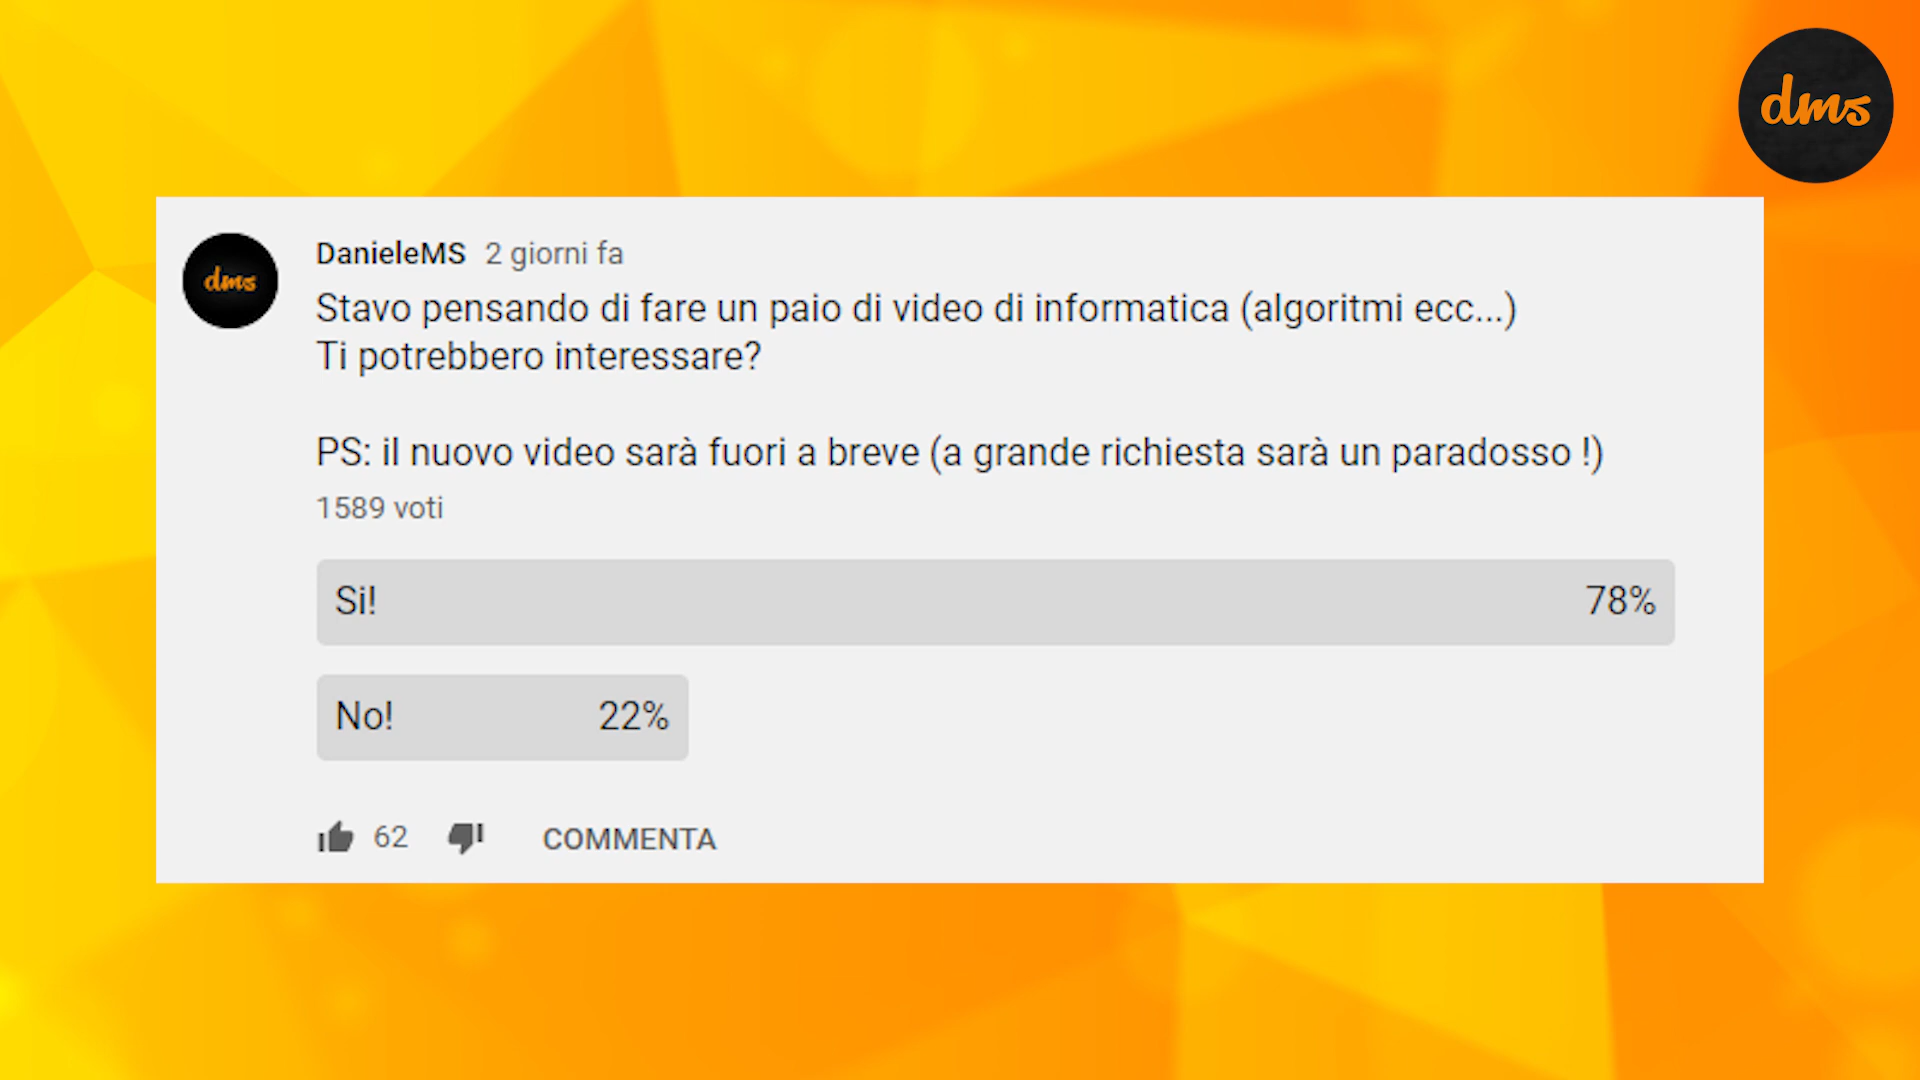 dms
dms
DanieleMS 2 giorni fa
Stavo pensando di fare un paio di video di informatica (algoritmi ecc...)
Ti potrebbero interessare?
PS: il nuovo video sarà fuori a breve (a grande richiesta sarà un paradosso !)
1589 voti
Si! 78%
No! 22%
62 COMMENTA